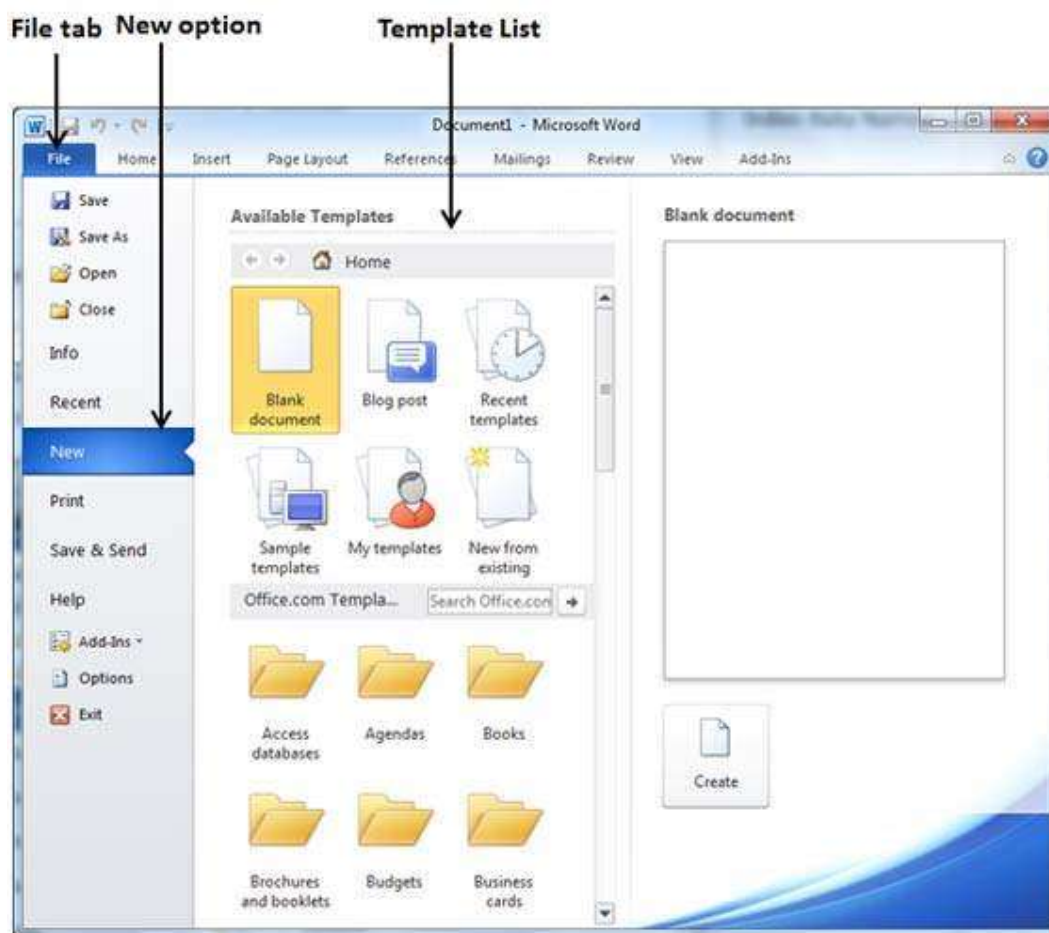 File tab New option Template List
Document1 - Microsoft Word
File Home Insert Page Layout References Mailings Review View Add-Ins
Save
Save As
Open
Close
Info
Recent
New
Print
Save & Send
Help
Add-Ins
Options
Exit
Available Templates
Home
Blank
document
Blog post
Recent
templates
Sample
templates
My templates
New from
existing
Office.com Templa... Search Office.com
Access
databases
Agendas
Books
Brochures
and booklets
Budgets
Business
cards
Blank document
Create